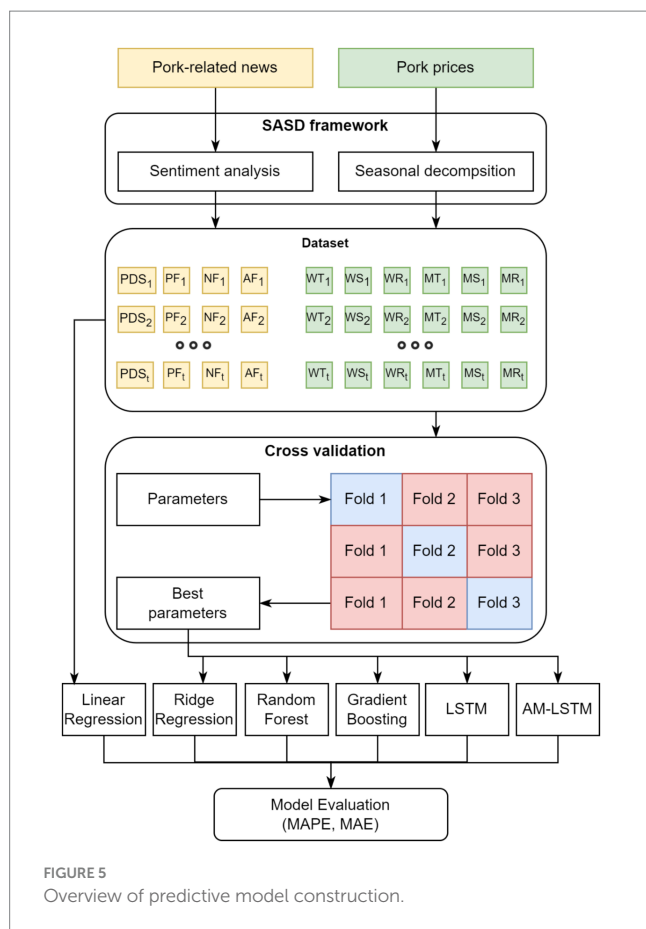 Pork-related news
Pork prices
SASD framework
Sentiment analysis
Seasonal decompsition
Dataset
PDS₁ PF₁ NF₁ AF₁ WT₁ WS₁ WR₁ MT₁ MS₁ MR₁
PDS₂ PF₂ NF₂ AF₂ WT₂ WS₂ WR₂ MT₂ MS₂ MR₂
PDSₜ PFₜ NFₜ AFₜ WTₜ WSₜ WRₜ MTₜ MSₜ MRₜ
Cross validation
Parameters
Fold 1 Fold 2 Fold 3
Fold 1 Fold 2 Fold 3
Best
parameters
Fold 1 Fold 2 Fold 3
Linear
Regression
Ridge
Regression
Random
Forest
Gradient
Boosting
LSTM
AM-LSTM
Model Evaluation
(MAPE, MAE)
FIGURE 5
Overview of predictive model construction.